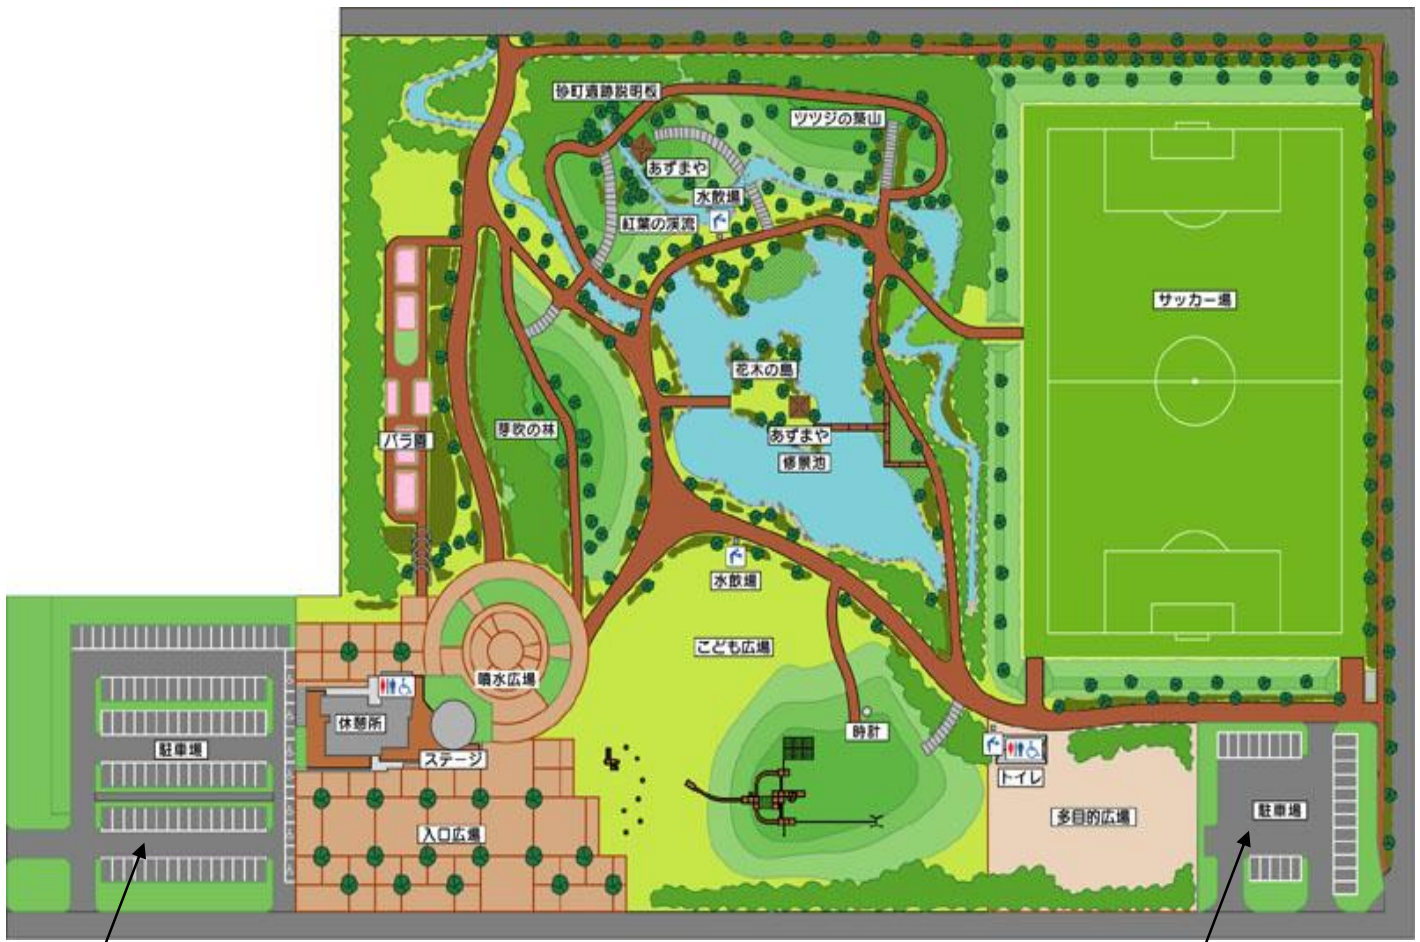 砂町遺跡説明板
ツツジの築山
あずまや
水飲場
紅葉の渓流
サッカー場
花木の島
芽吹の林
バラ園
あずまや
修景池
水飲場
こども広場
噴水広場
休憩所
時計
駐車場
ステージ
トイレ
入口広場
多目的広場
駐車場